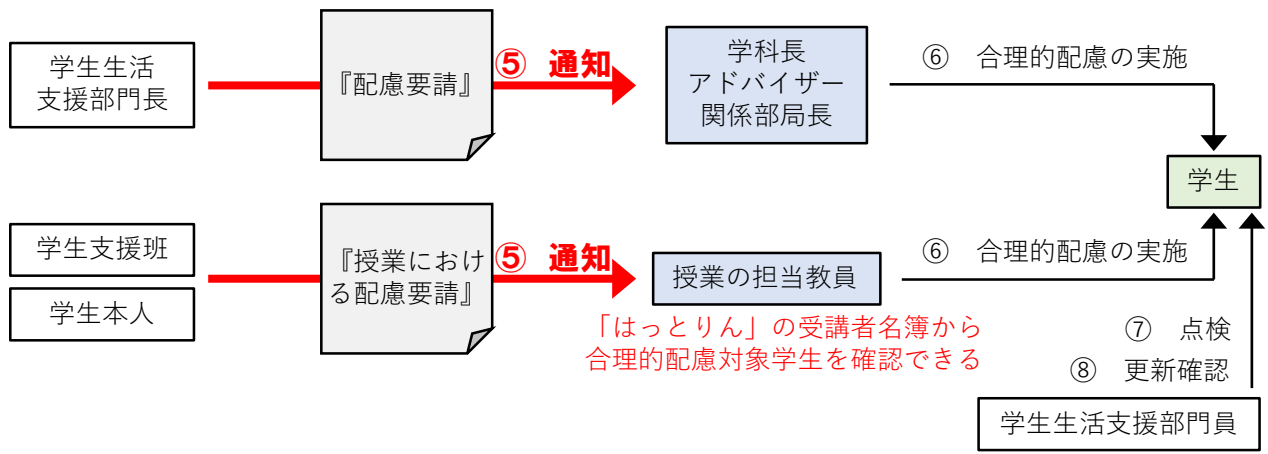 学生生活
支援部門長
『配慮要請』
⑤ 通知
学科長
アドバイザー
関係部局長
⑥ 合理的配慮の実施
学生
学生支援班
学生本人
『授業におけ
る配慮要請』
⑤ 通知
授業の担当教員
「はっとりん」の受講者名簿から
合理的配慮対象学生を確認できる
⑥ 合理的配慮の実施
⑦ 点検
⑧ 更新確認
学生生活支援部門員